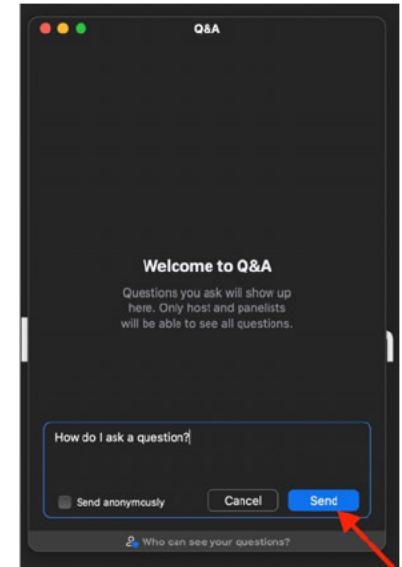 Q&A
Welcome to Q&A
Questions you ask will show up
here. Only host and panelists
will be able to see all questions.
How do I ask a question?
Send anonymously
Cancel
Send
Who can see your questions?